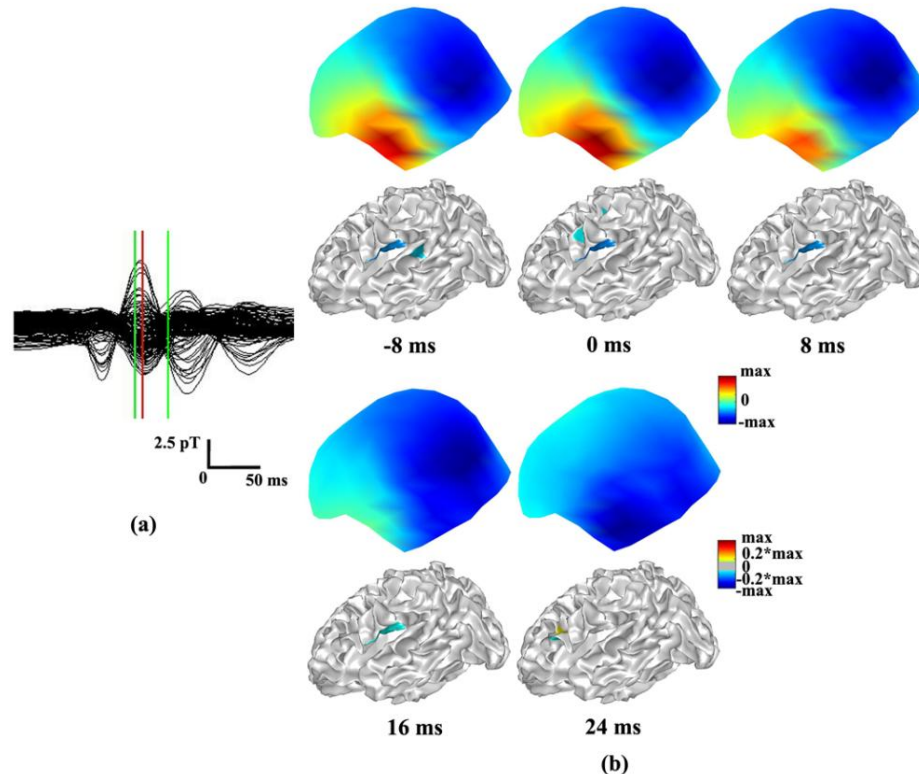 -8 ms
0 ms
8 ms
2.5 pT
0
50 ms
(a)
max
0
-max
max
0.2*max
0
-0.2*max
-max
16 ms
24 ms
(b)